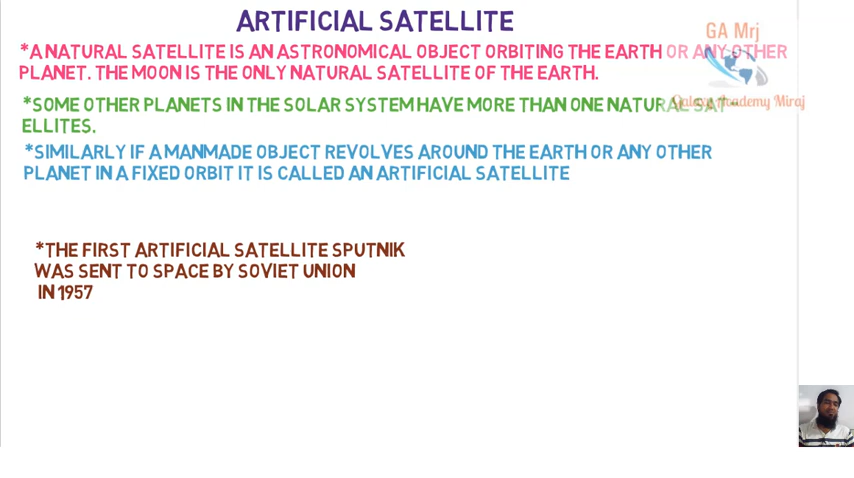 ARTIFICIAL SATELLITE
GA Mrj
*A NATURAL SATELLITE IS AN ASTRONOMICAL OBJECT ORBITING THE EARTH OR ANY OTHER
PLANET. THE MOON IS THE ONLY NATURAL SATELLITE OF THE EARTH.
Galaxy Academy Miraj
*SOME OTHER PLANETS IN THE SOLAR SYSTEM HAVE MORE THAN ONE NATURAL SAT-
ELLITES.
*SIMILARLY IF A MANMADE OBJECT REVOLVES AROUND THE EARTH OR ANY OTHER
PLANET IN A FIXED ORBIT IT IS CALLED AN ARTIFICIAL SATELLITE
*THE FIRST ARTIFICIAL SATELLITE SPUTNIK
WAS SENT TO SPACE BY SOVIET UNION
IN 1957